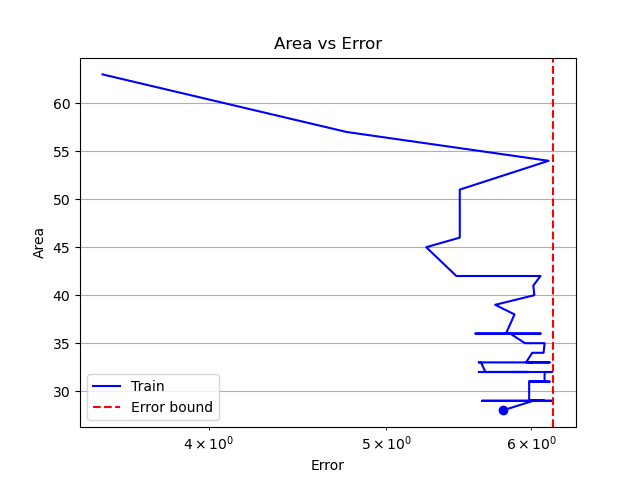 Area vs Error
Area
60
55
50
45
40
35
30
Train
Error bound
4 × 10⁰
5 × 10⁰
6 × 10⁰
Error